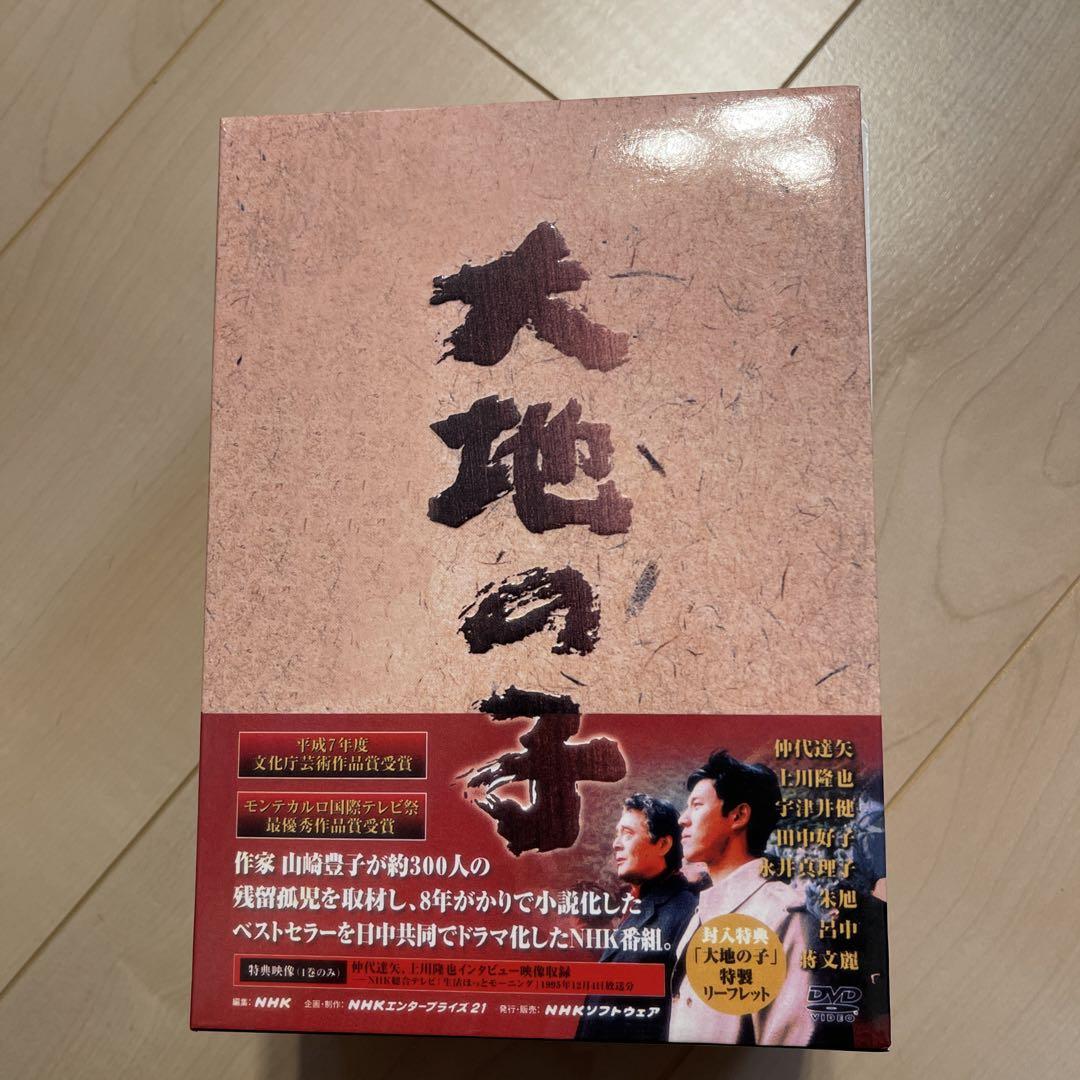 大地の子
平成7年度
文化庁芸術作品賞受賞
モンテカルロ国際テレビ祭
最優秀作品賞受賞
作家 山崎豊子が約300人の
残留孤児を取材し、8年がかりで小説化した
ベストセラーを日中共同でドラマ化したNHK番組。
特典映像(1巻のみ)
仲代達矢、上川隆也インタビュー映像収録
──NHK総合テレビ「生活ほっとモーニング」1995年12月4日放送分
編集:NHK 企画・制作:NHKエンタープライズ21 発行・販売:NHKソフトウェア
仲代達矢
上川隆也
宇津井健
田中好子
永井真理子
朱旭
呂中
蒋文麗
封入特典
「大地の子」
特製
リーフレット
DVD
VIDEO